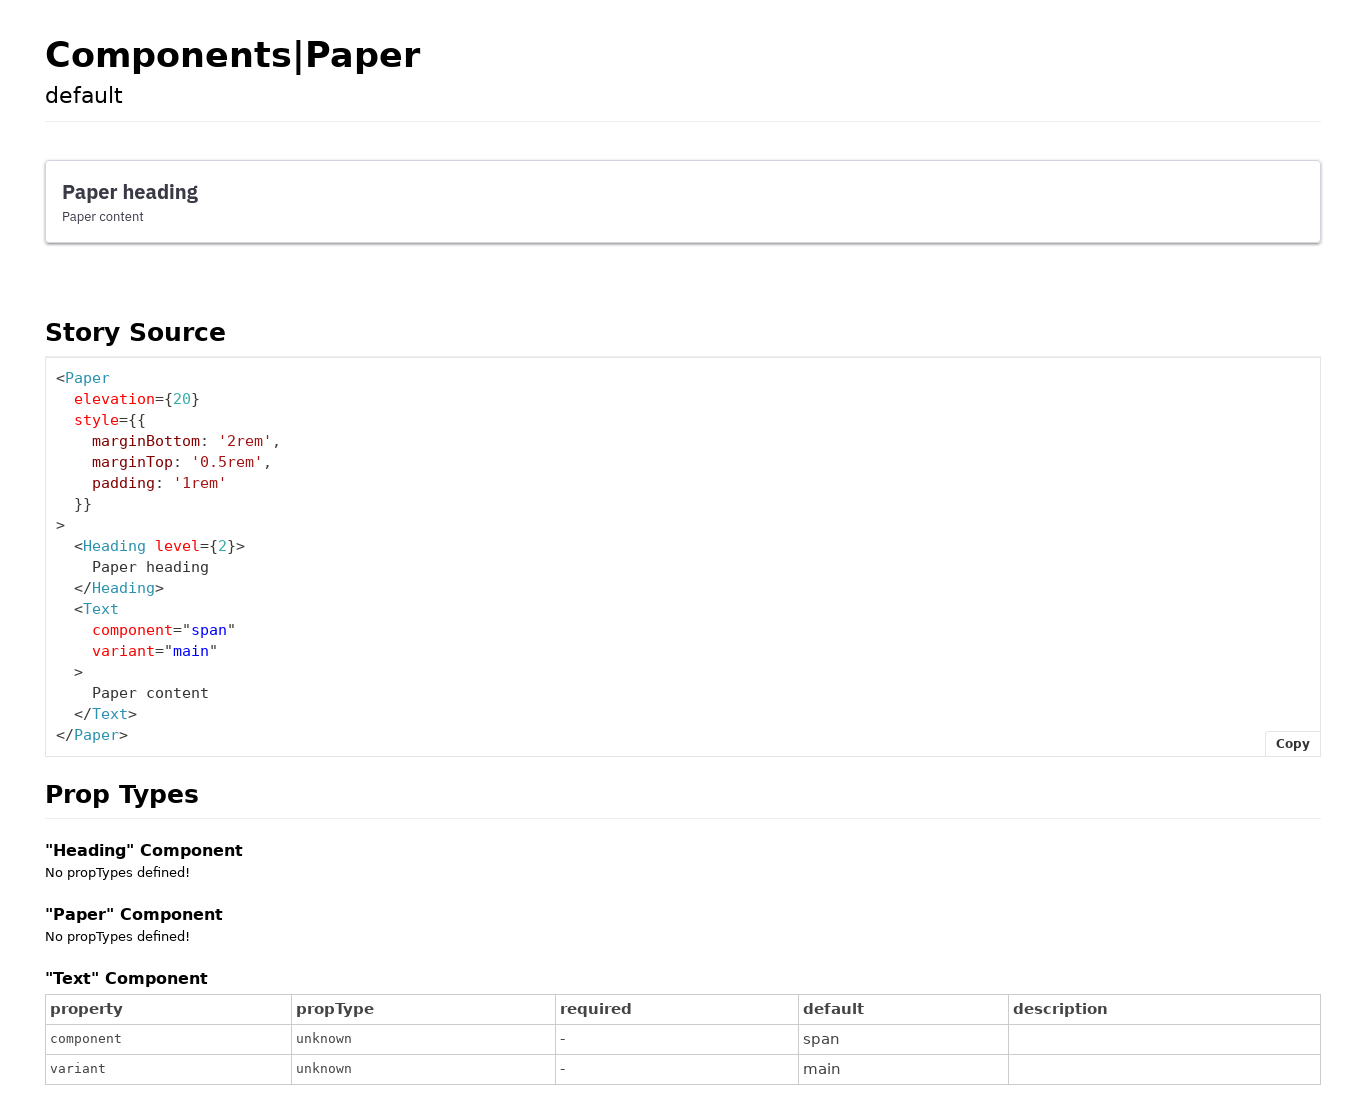 Components|Paper
default
Paper heading
Paper content
Story Source
<Paper
  elevation={20}
  style={{
    marginBottom: '2rem',
    marginTop: '0.5rem',
    padding: '1rem'
  }}
>
  <Heading level={2}>
    Paper heading
  </Heading>
  <Text
    component="span"
    variant="main"
  >
    Paper content
  </Text>
</Paper>
Copy
Prop Types
"Heading" Component
No propTypes defined!
"Paper" Component
No propTypes defined!
"Text" Component
property propType required default description
component unknown - span
variant unknown - main